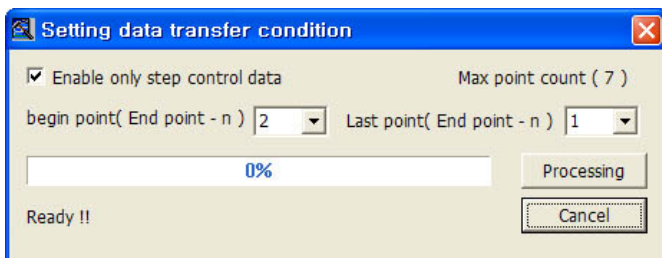 Setting data transfer condition
Enable only step control data Max point count ( 7 )
begin point( End point - n ) 2 Last point( End point - n ) 1
0% Processing
Ready !! Cancel